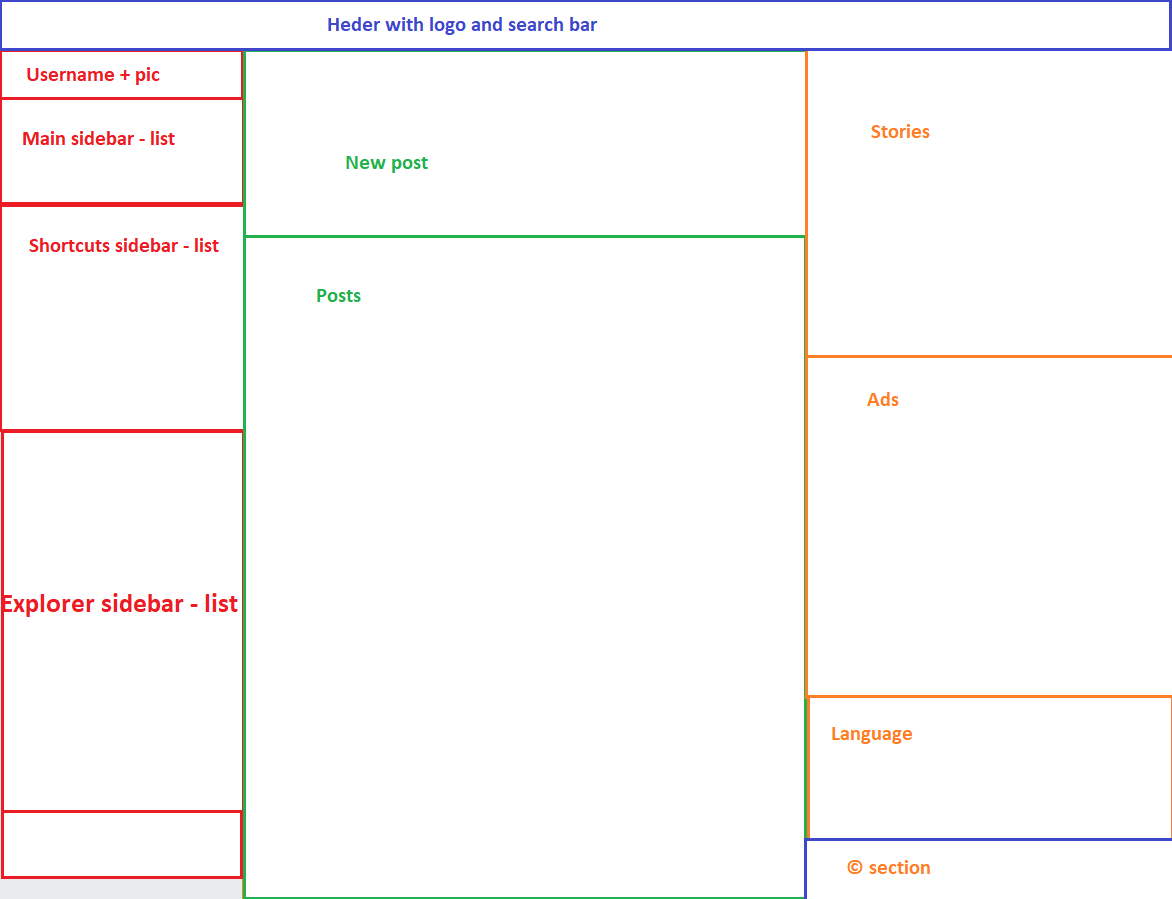 Heder with logo and search bar
Username + pic
Main sidebar - list
Shortcuts sidebar - list
Explorer sidebar - list
New post
Posts
Stories
Ads
Language
© section